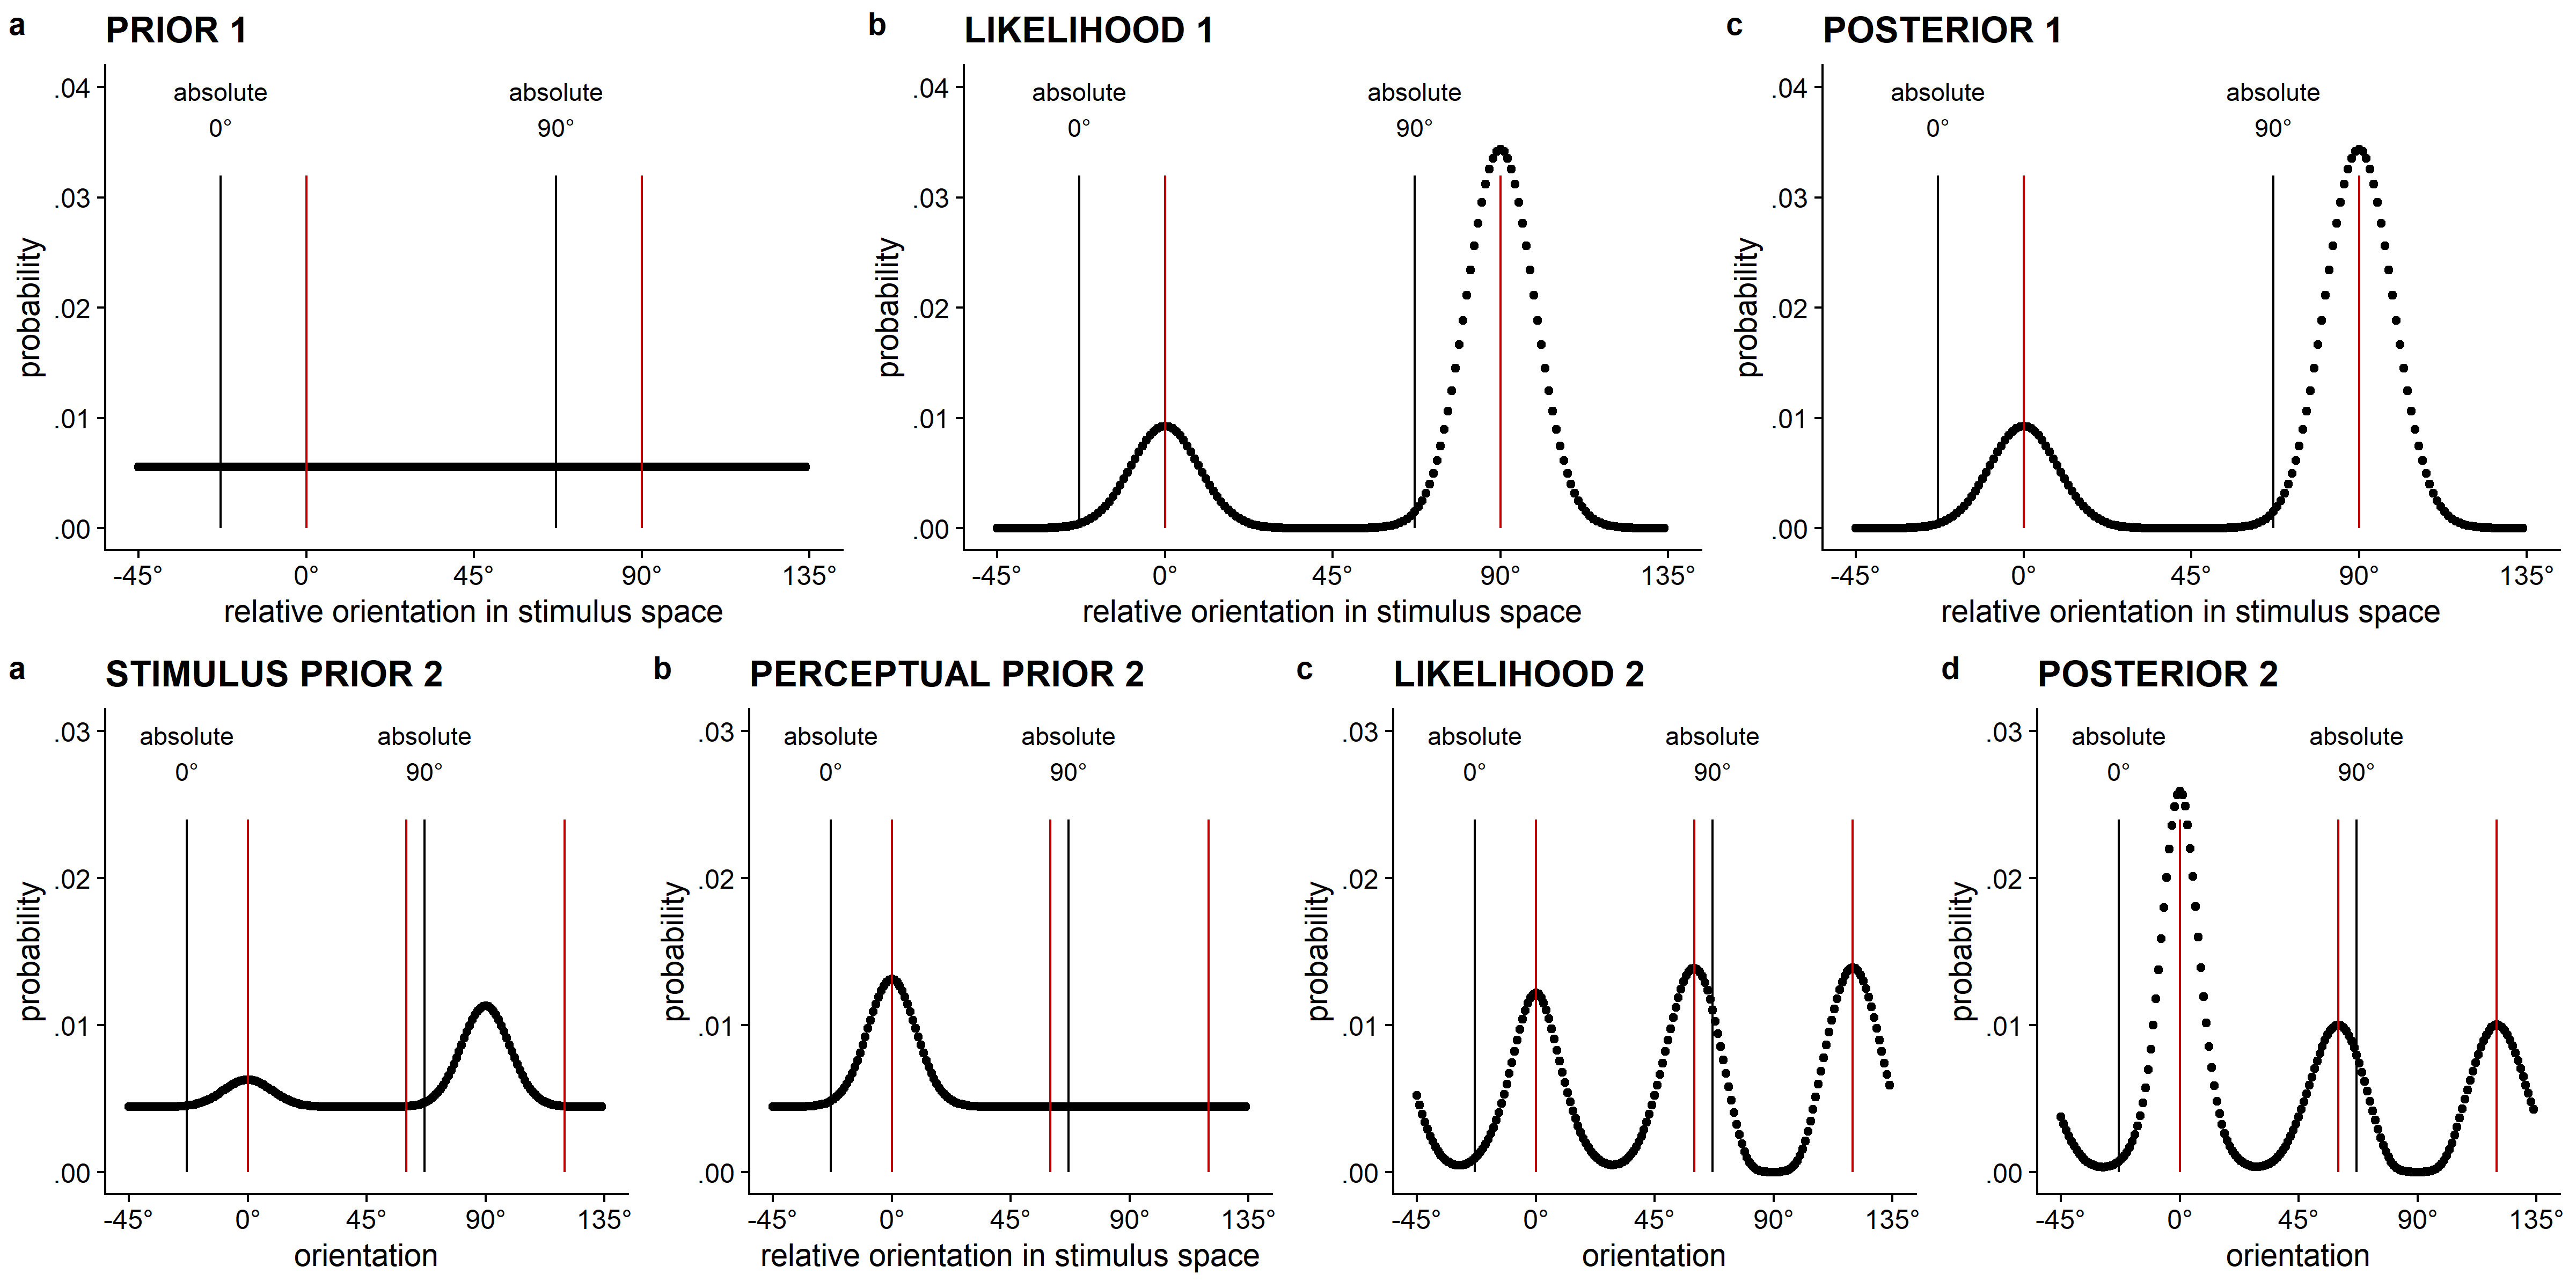 a PRIOR 1
.04
.03
.02
.01
.00
absolute 0°
absolute 90°
probability
-45° 0° 45° 90° 135°
relative orientation in stimulus space
b LIKELIHOOD 1
.04
.03
.02
.01
.00
absolute 0°
absolute 90°
probability
-45° 0° 45° 90° 135°
relative orientation in stimulus space
c POSTERIOR 1
.04
.03
.02
.01
.00
absolute 0°
absolute 90°
probability
-45° 0° 45° 90° 135°
relative orientation in stimulus space
a STIMULUS PRIOR 2
.03
.02
.01
.00
absolute 0°
absolute 90°
probability
-45° 0° 45° 90° 135°
orientation
b PERCEPTUAL PRIOR 2
.03
.02
.01
.00
absolute 0°
absolute 90°
probability
-45° 0° 45° 90° 135°
relative orientation in stimulus space
c LIKELIHOOD 2
.03
.02
.01
.00
absolute 0°
absolute 90°
probability
-45° 0° 45° 90° 135°
orientation
d POSTERIOR 2
.03
.02
.01
.00
absolute 0°
absolute 90°
probability
-45° 0° 45° 90° 135°
orientation